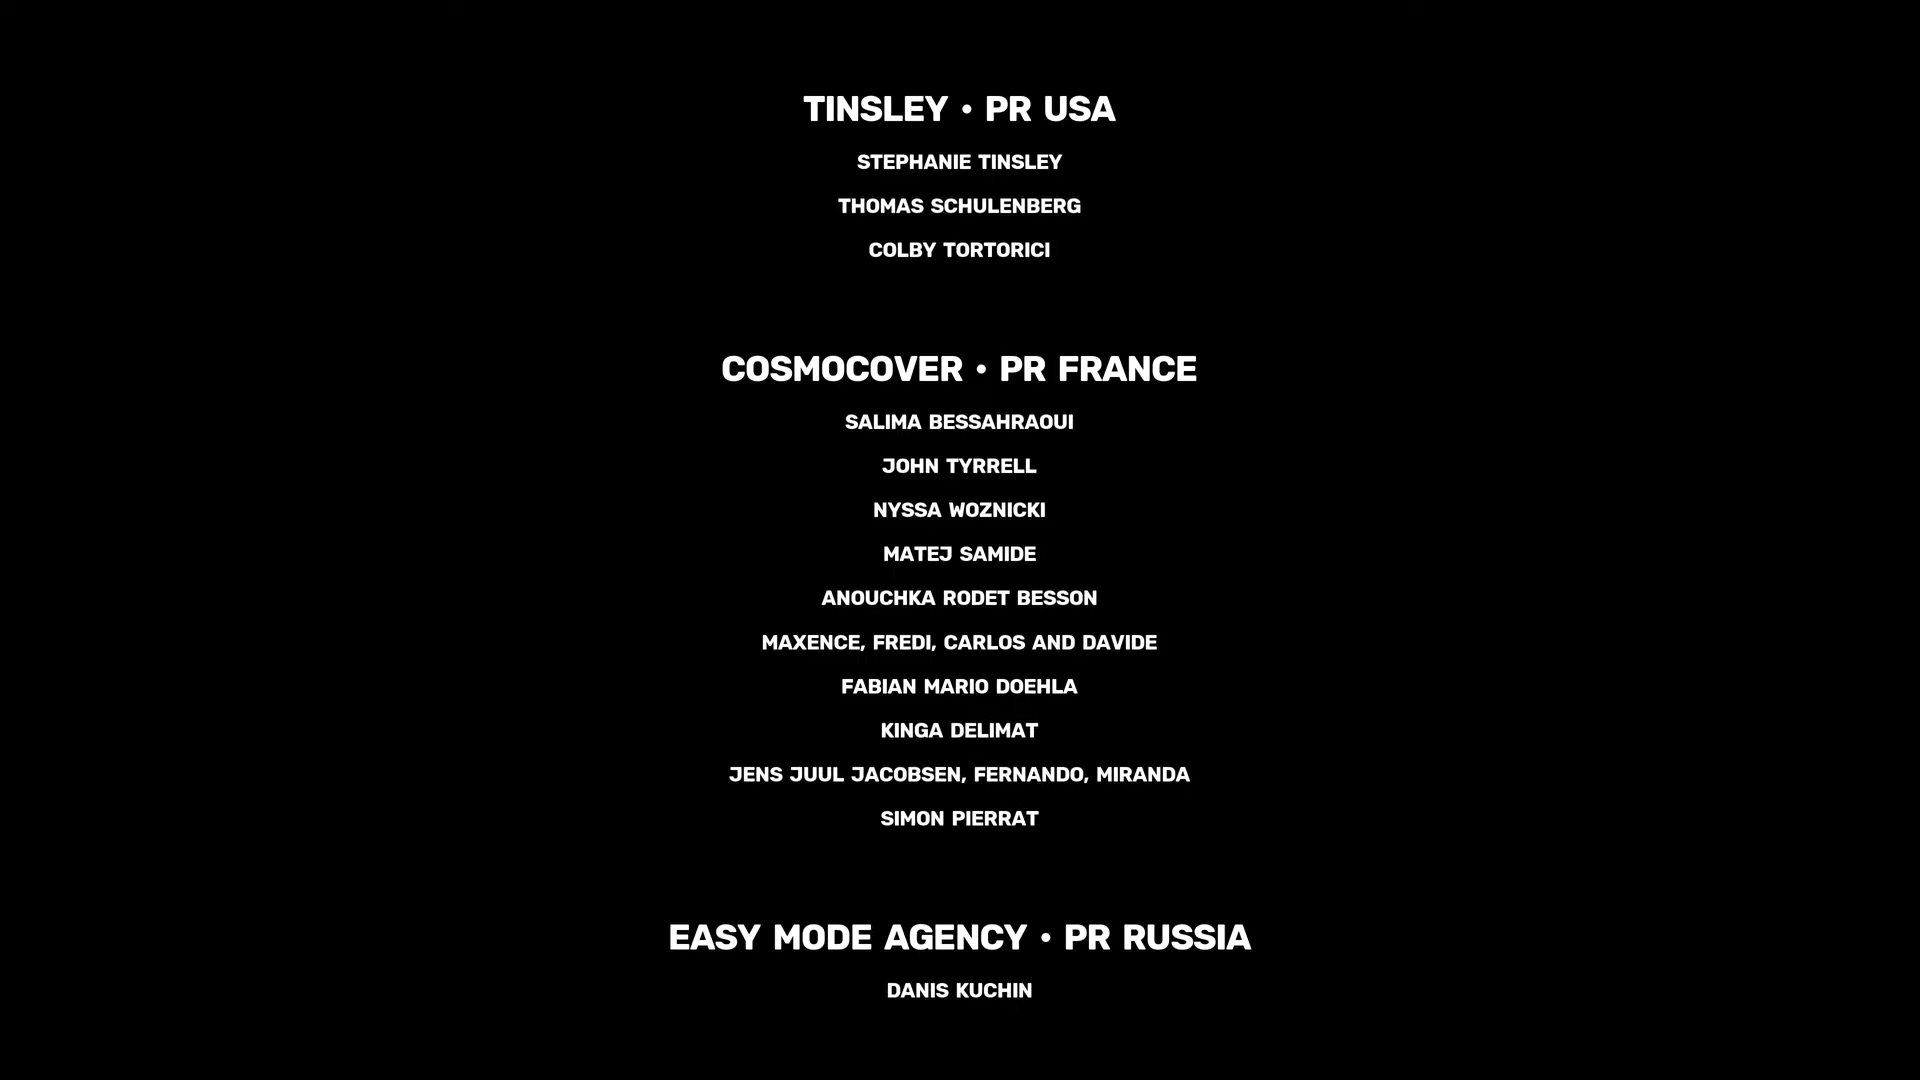 TINSLEY • PR USA
STEPHANIE TINSLEY
THOMAS SCHULENBERG
COLBY TORTORICI
COSMOCOVER • PR FRANCE
SALIMA BESSAHRAOUI
JOHN TYRRELL
NYSSA WOZNICKI
MATEJ SAMIDE
ANOUCHKA RODET BESSON
MAXENCE, FREDI, CARLOS AND DAVIDE
FABIAN MARIO DOEHLA
KINGA DELIMAT
JENS JUUL JACOBSEN, FERNANDO, MIRANDA
SIMON PIERRAT
EASY MODE AGENCY • PR RUSSIA
DANIS KUCHIN